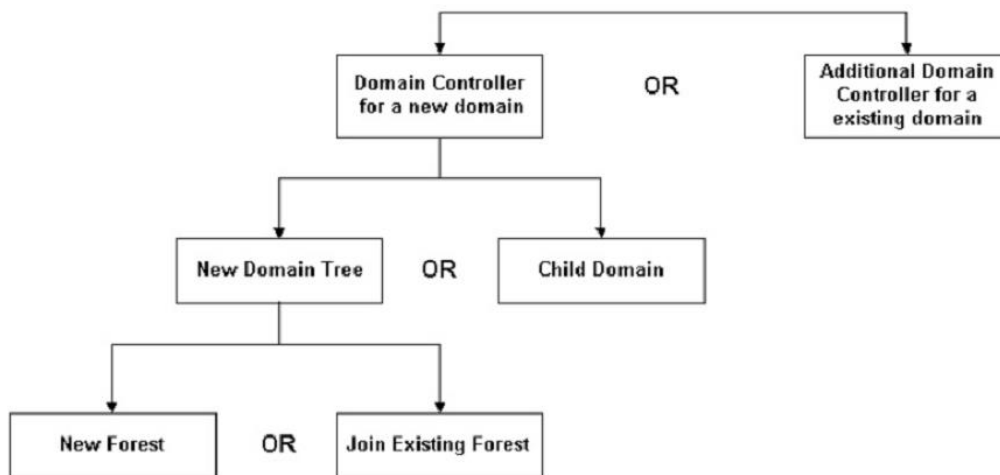 Domain Controller
for a new domain
OR
Additional Domain
Controller for a
existing domain
New Domain Tree
OR
Child Domain
New Forest
OR
Join Existing Forest